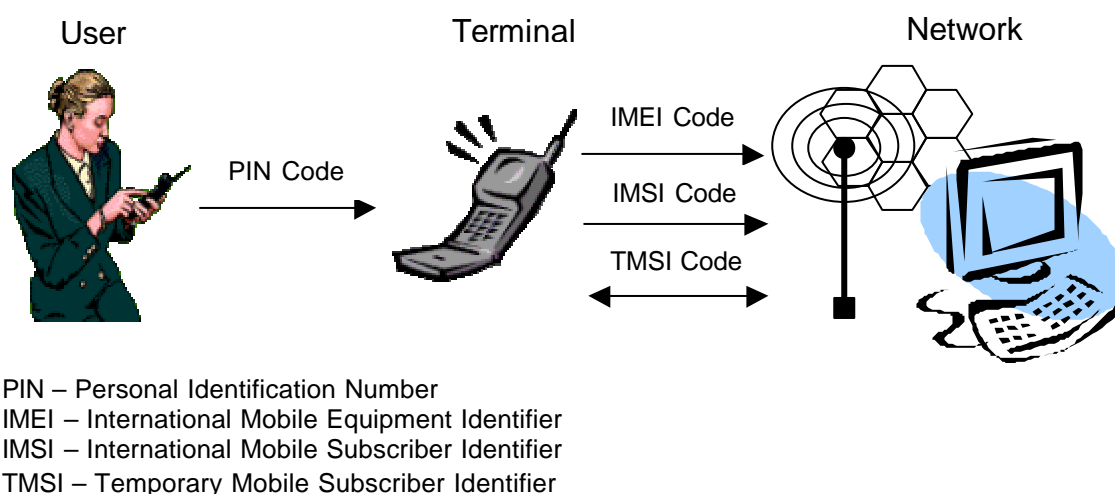 User
Terminal
Network
PIN Code
IMEI Code
IMSI Code
TMSI Code
PIN – Personal Identification Number
IMEI – International Mobile Equipment Identifier
IMSI – International Mobile Subscriber Identifier
TMSI – Temporary Mobile Subscriber Identifier